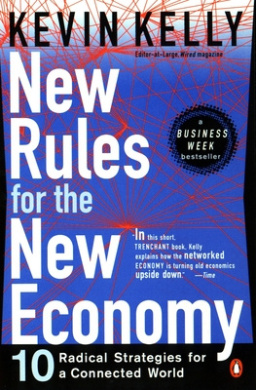 KEVIN KELLY
Editor-at-Large, Wired magazine
New
Rules
for the
New
Economy
a
BUSINESS
WEEK
bestseller
"In this short,
TRENCHANT book, Kelly
explains how the networked
ECONOMY is turning old economics
upside down." —Time
10 Radical Strategies for
a Connected World